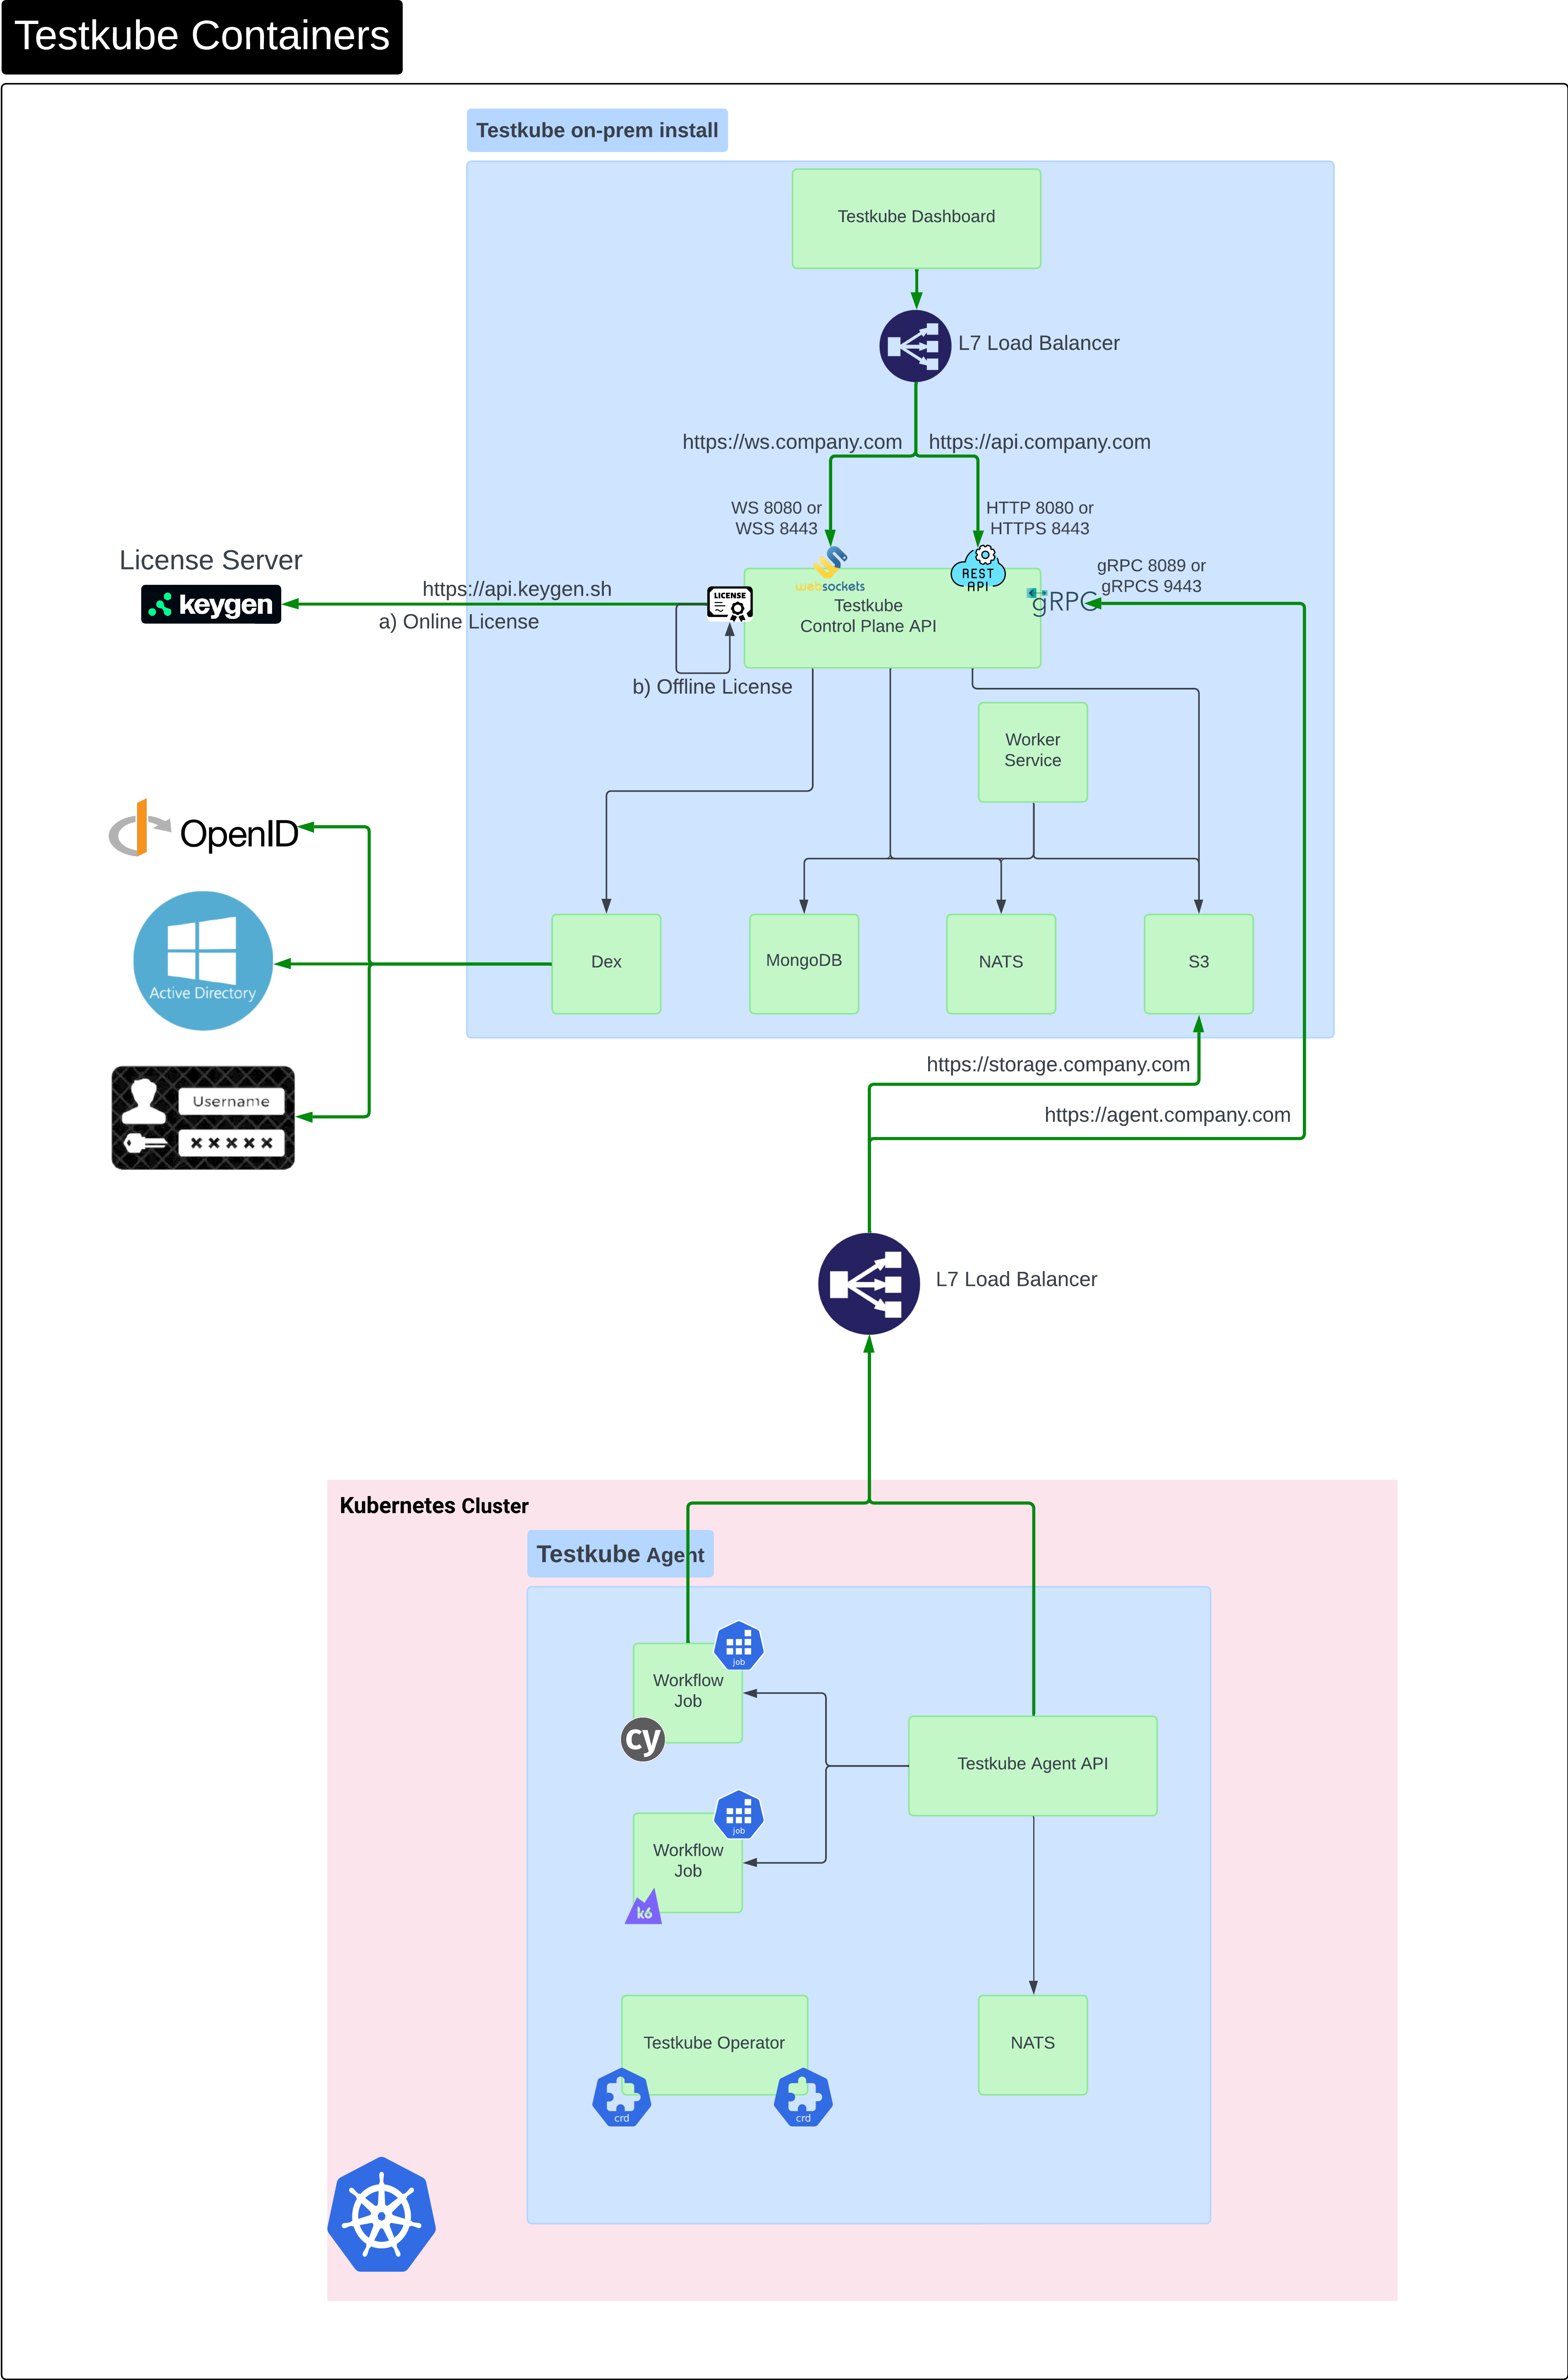 Testkube Containers
Testkube on-prem install
Testkube Dashboard
L7 Load Balancer
https://ws.company.com
https://api.company.com
WS 8080 or
WSS 8443
HTTP 8080 or
HTTPS 8443
License Server
keygen
https://api.keygen.sh
a) Online License
LICENSE
websockets
REST
API
gRPC
gRPC 8089 or
gRPCS 9443
Testkube
Control Plane API
b) Offline License
Worker
Service
OpenID
Active Directory
Username
Dex
MongoDB
NATS
S3
https://storage.company.com
https://agent.company.com
L7 Load Balancer
Kubernetes Cluster
Testkube Agent
job
Workflow
Job
cy
Testkube Agent API
job
Workflow
Job
k6
Testkube Operator
crd
crd
NATS